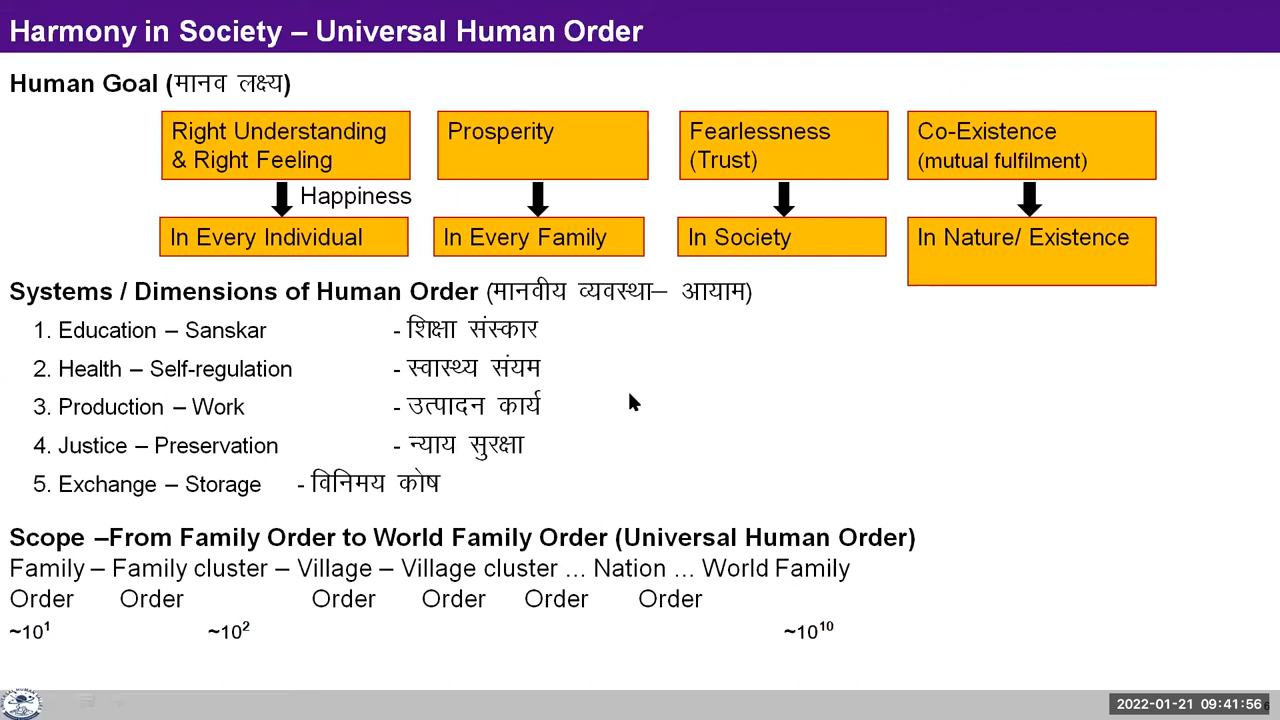 Harmony in Society – Universal Human Order
Human Goal (मानव लक्ष्य)
Right Understanding & Right Feeling
Prosperity
Fearlessness (Trust)
Co-Existence (mutual fulfilment)
Happiness
In Every Individual
In Every Family
In Society
In Nature/ Existence
Systems / Dimensions of Human Order (मानवीय व्यवस्था– आयाम)
1. Education – Sanskar - शिक्षा संस्कार
2. Health – Self-regulation - स्वास्थ्य संयम
3. Production – Work - उत्पादन कार्य
4. Justice – Preservation - न्याय सुरक्षा
5. Exchange – Storage - विनिमय कोष
Scope –From Family Order to World Family Order (Universal Human Order)
Family – Family cluster – Village – Village cluster ... Nation ... World Family
Order Order Order Order Order Order
~10¹ ~10² ~10¹⁰
2022-01-21 09:41:56